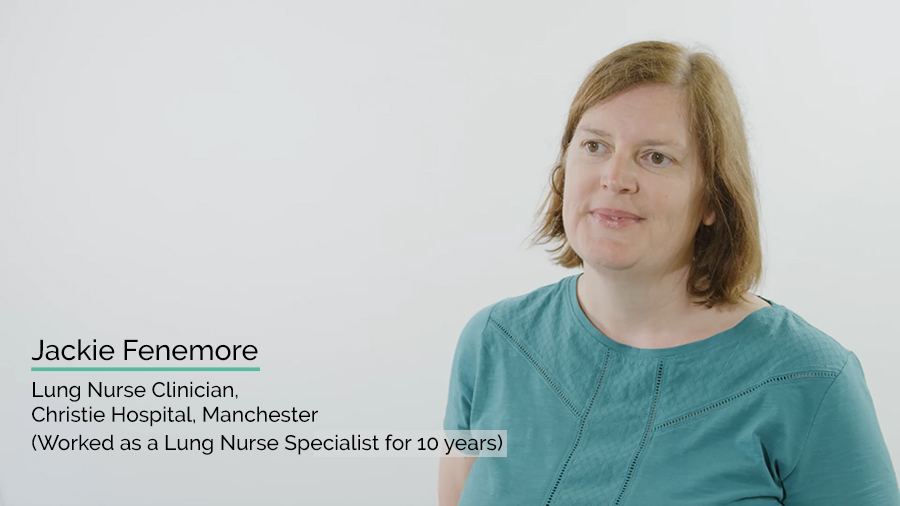 Jackie Fenemore
Lung Nurse Clinician,
Christie Hospital, Manchester
(Worked as a Lung Nurse Specialist for 10 years)